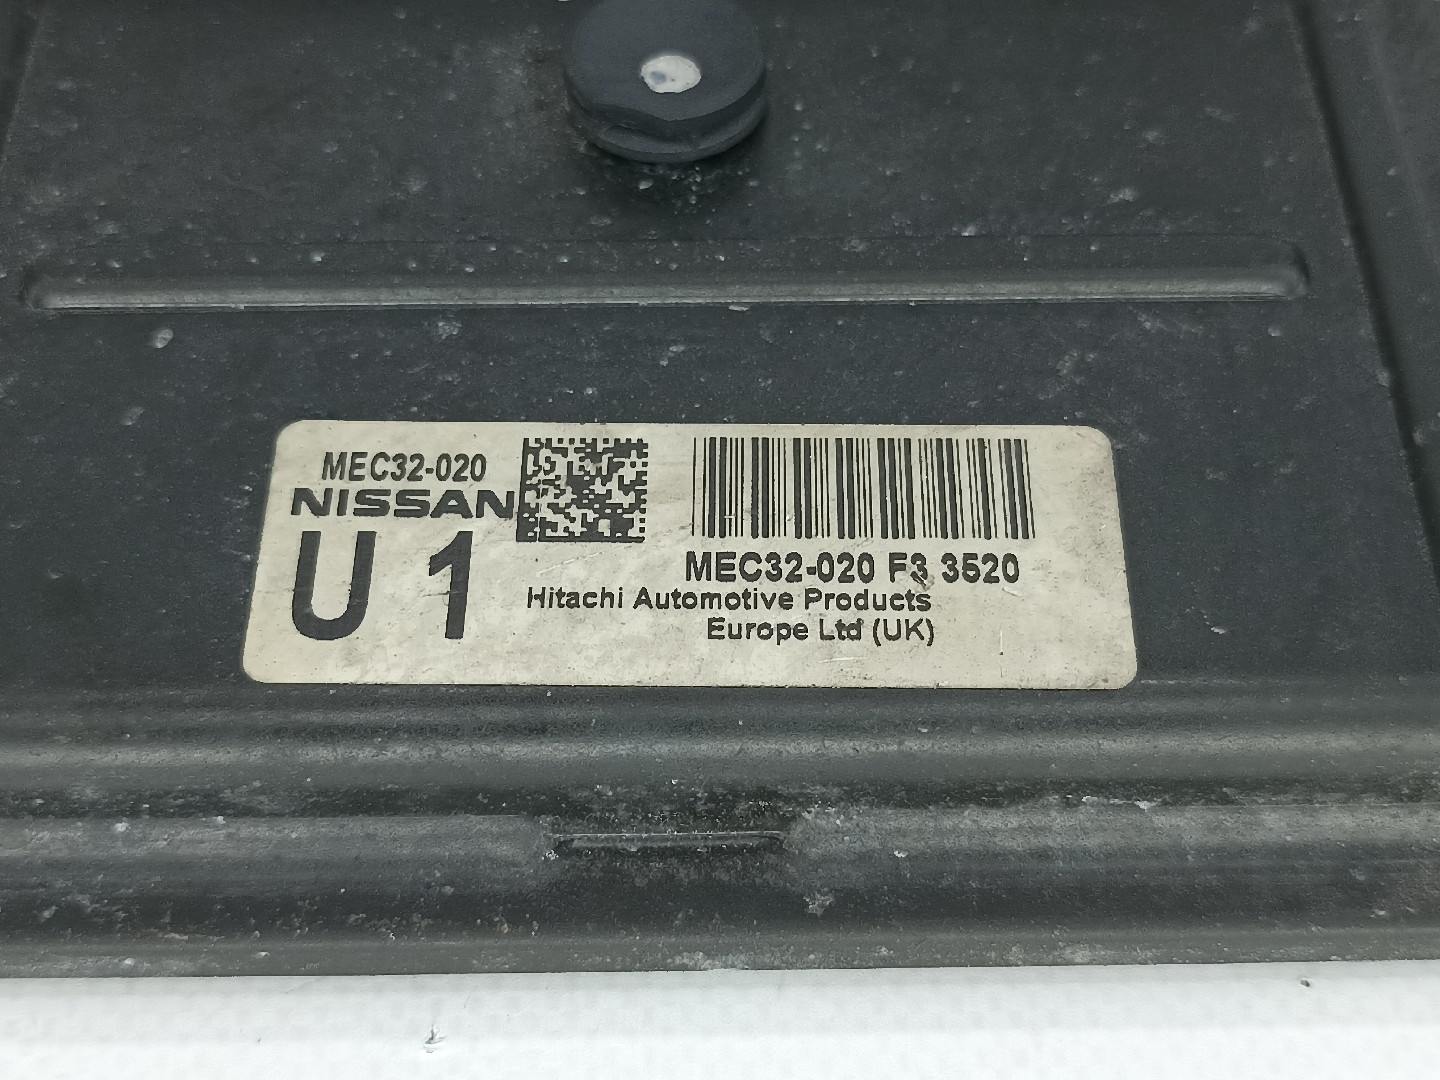 MEC32-020
NISSAN
U 1
MEC32-020 F3 3520
Hitachi Automotive Products
Europe Ltd (UK)